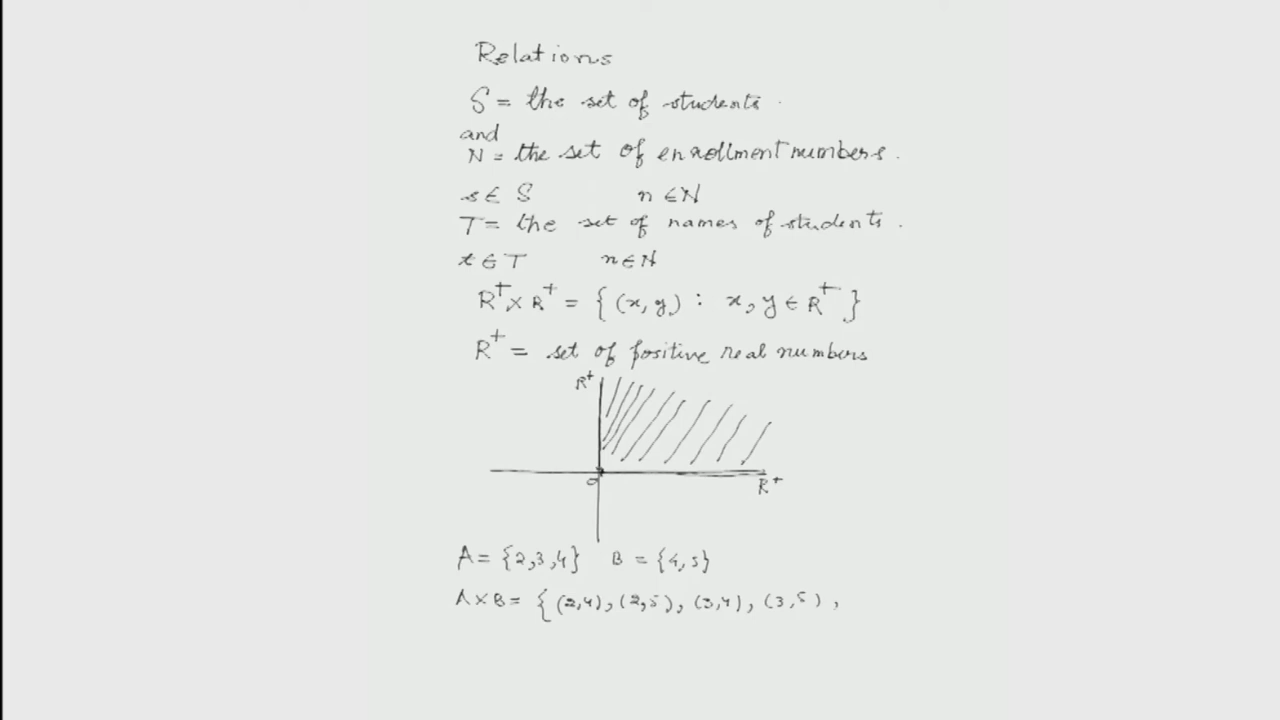 Relations
S = the set of students.
and
N = the set of enrollment numbers.
s ∈ S n ∈ N
T = the set of names of students.
t ∈ T n ∈ N
R⁺ × R⁺ = { (x, y) : x, y ∈ R⁺ }
R⁺ = set of positive real numbers
R⁺
O
R⁺
A = {2,3,4} B = {4,5}
A × B = { (2,4), (2,5), (3,4), (3,5),